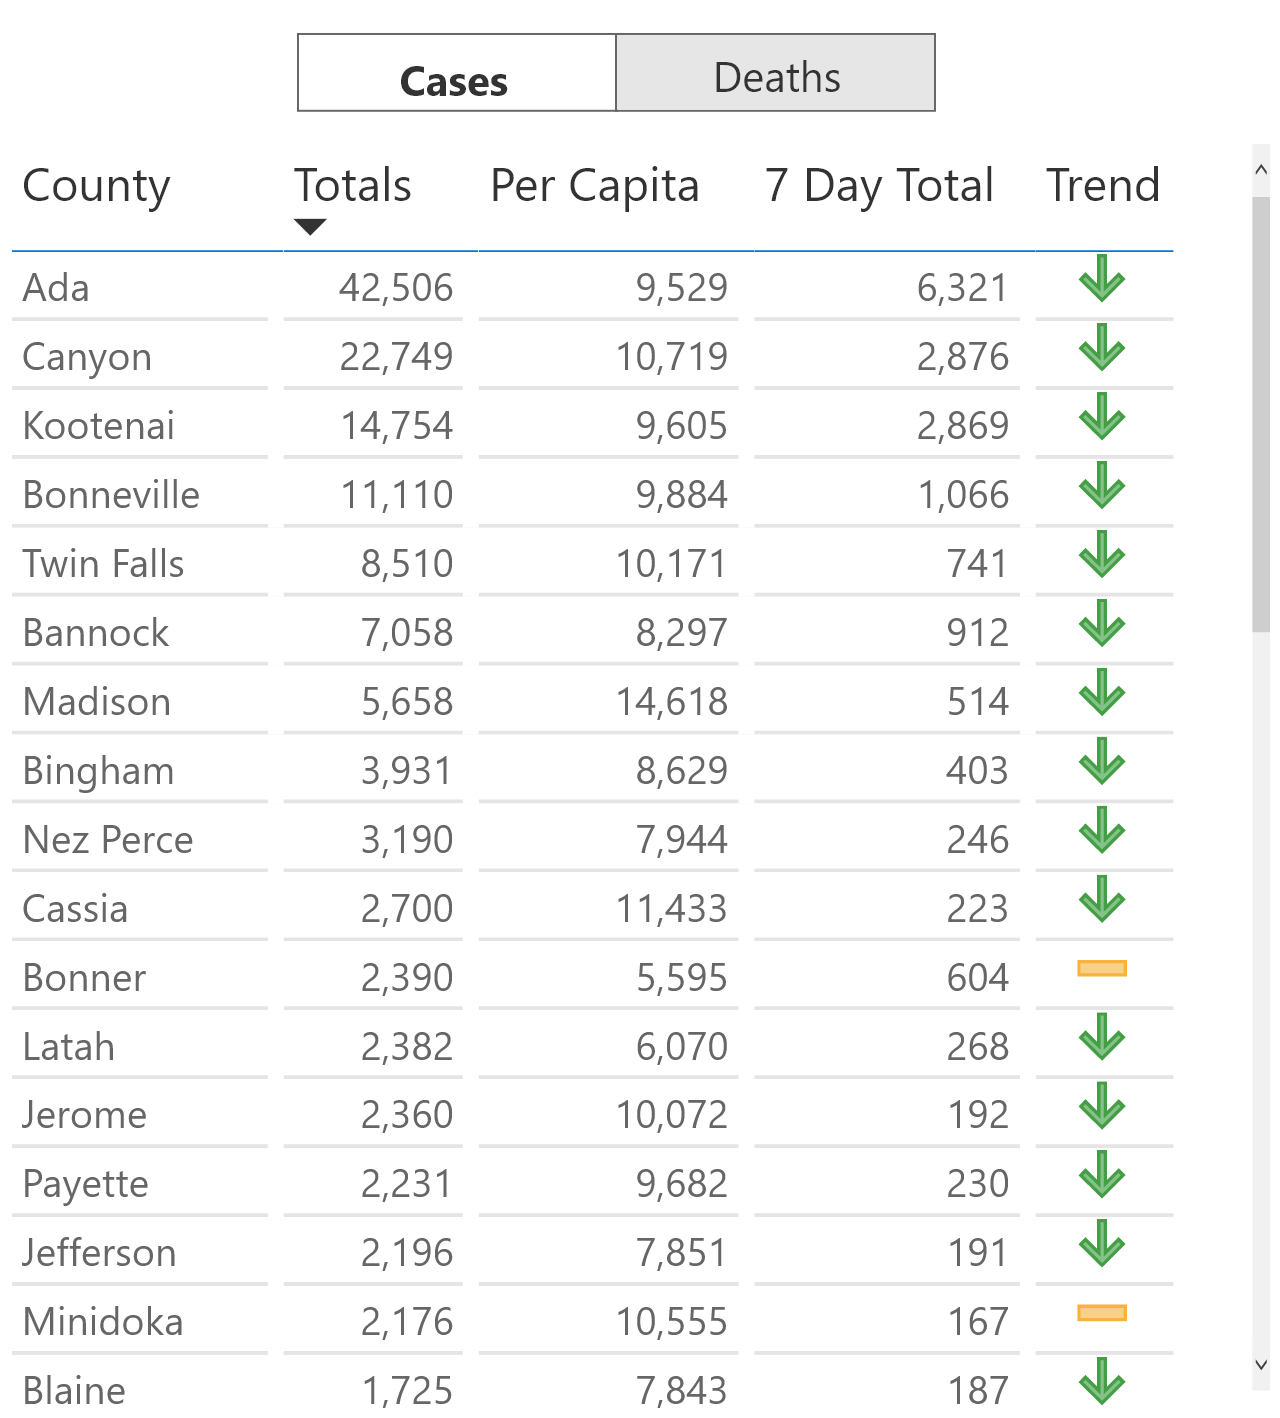 Cases Deaths
County Totals Per Capita 7 Day Total Trend
Ada 42,506 9,529 6,321
Canyon 22,749 10,719 2,876
Kootenai 14,754 9,605 2,869
Bonneville 11,110 9,884 1,066
Twin Falls 8,510 10,171 741
Bannock 7,058 8,297 912
Madison 5,658 14,618 514
Bingham 3,931 8,629 403
Nez Perce 3,190 7,944 246
Cassia 2,700 11,433 223
Bonner 2,390 5,595 604
Latah 2,382 6,070 268
Jerome 2,360 10,072 192
Payette 2,231 9,682 230
Jefferson 2,196 7,851 191
Minidoka 2,176 10,555 167
Blaine 1,725 7,843 187